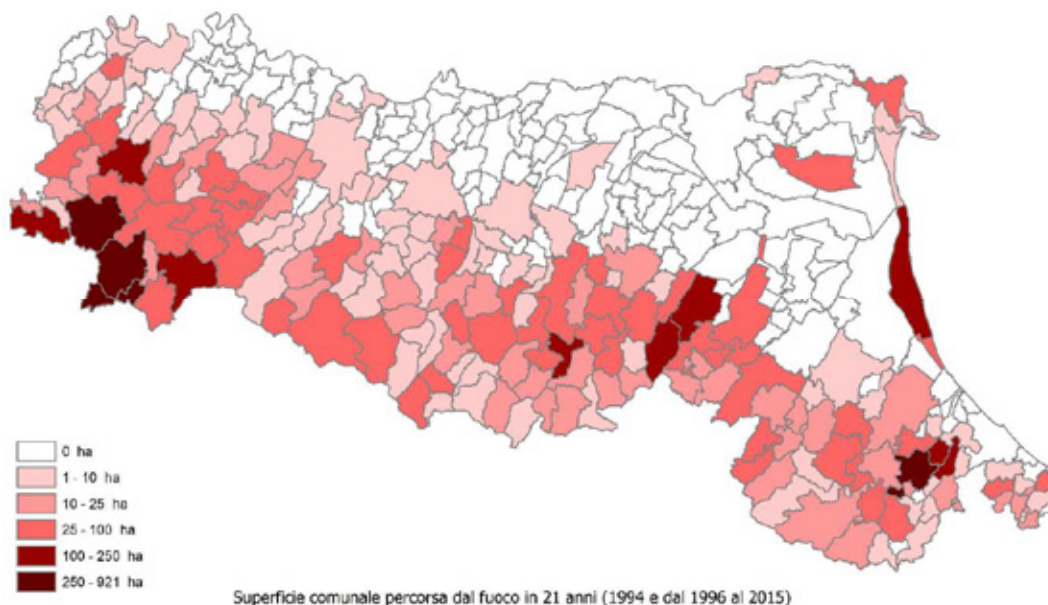 0 ha
1 - 10 ha
10 - 25 ha
25 - 100 ha
100 - 250 ha
250 - 921 ha
Superficie comunale percorsa dal fuoco in 21 anni (1994 e dal 1996 al 2015)